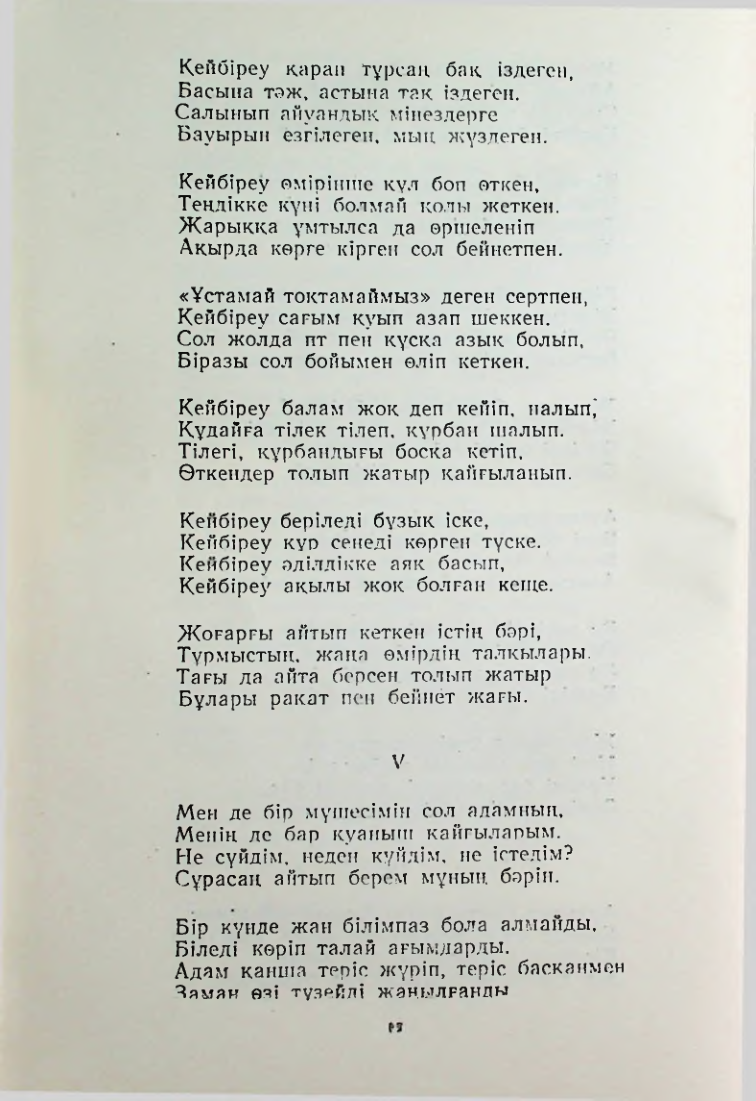 Кейбіреу қарап тұрсаң бақ іздеген,
Басына тәж, астына тақ іздеген.
Салынып айуандық мінездерге
Бауырын езгілеген, мың жүздеген.
Кейбіреу өмірінше құл боп өткен,
Теңдікке күні болмай қолы жеткен.
Жарыққа ұмтылса да өршеленіп
Ақырда көрге кірген сол бейнетпен.
«Ұстамай тоқтамаймыз» деген сертпен,
Кейбіреу сағым қуып азап шеккен.
Сол жолда ит пен құсқа азық болып,
Біразы сол бойымен өліп кеткен.
Кейбіреу балам жоқ деп кейіп, налып,
Құдайға тілек тілеп, құрбан шалып.
Тілегі, құрбандығы босқа кетіп,
Өткендер толып жатыр қайғыланып.
Кейбіреу беріледі бұзық іске,
Кейбіреу құр сенеді көрген түске.
Кейбіреу әділдікке аяқ басып,
Кейбіреу ақылы жоқ болған кеще.
Жоғарғы айтып кеткен істің бәрі,
Тұрмыстың, жаңа өмірдің талқылары.
Тағы да айта берсең толып жатыр
Бұлары рақат пен бейнет жағы.
V
Мен де бір мүшесімін сол адамның,
Менің де бар қуаныш қайғыларым.
Не сүйдім, неден күйдім, не істедім?
Сұрасаң айтып берем мұның бәрін.
Бір күнде жан білімпаз бола алмайды,
Біледі көріп талай ағымдарды.
Адам қанша теріс жүріп, теріс басқанмен
Заман өзі түзейді жаңылғанды